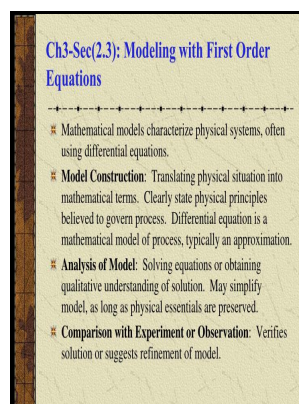 Ch3-Sec(2.3): Modeling with First Order
Equations
Mathematical models characterize physical systems, often
using differential equations.
Model Construction: Translating physical situation into
mathematical terms. Clearly state physical principles
believed to govern process. Differential equation is a
mathematical model of process, typically an approximation.
Analysis of Model: Solving equations or obtaining
qualitative understanding of solution. May simplify
model, as long as physical essentials are preserved.
Comparison with Experiment or Observation: Verifies
solution or suggests refinement of model.